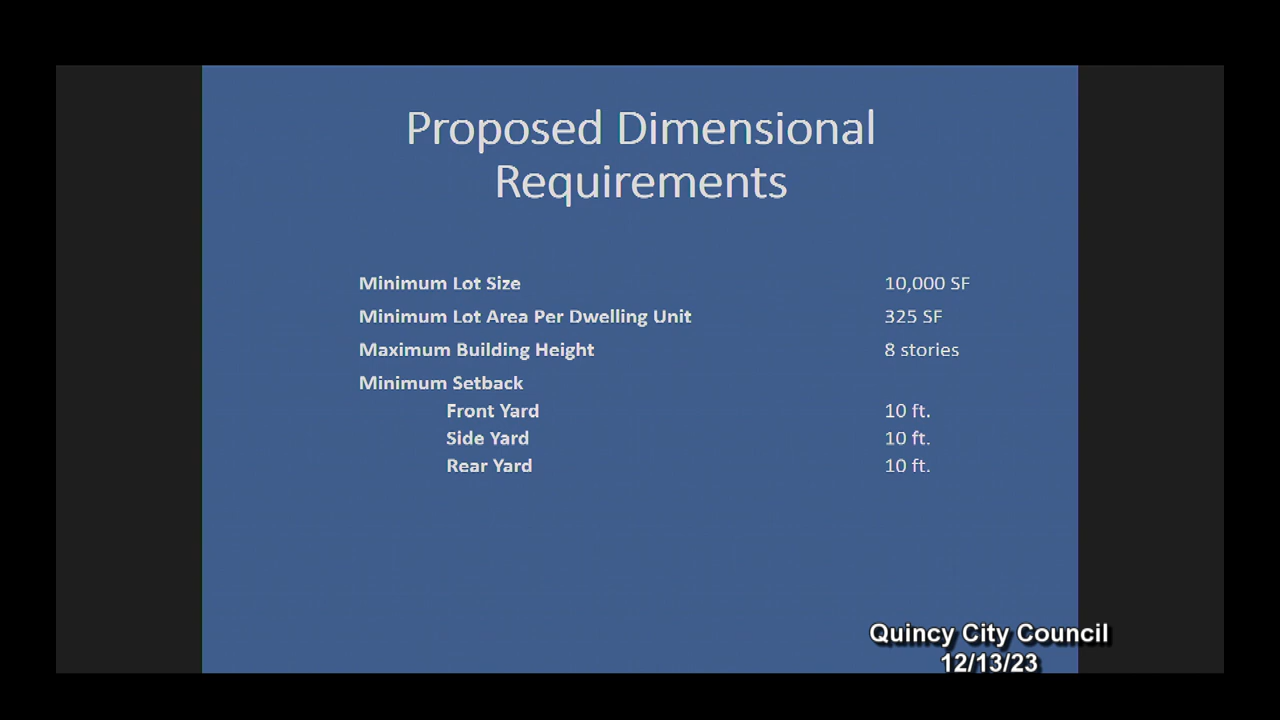 Proposed Dimensional
Requirements
Minimum Lot Size 10,000 SF
Minimum Lot Area Per Dwelling Unit 325 SF
Maximum Building Height 8 stories
Minimum Setback
Front Yard 10 ft.
Side Yard 10 ft.
Rear Yard 10 ft.
Quincy City Council
12/13/23